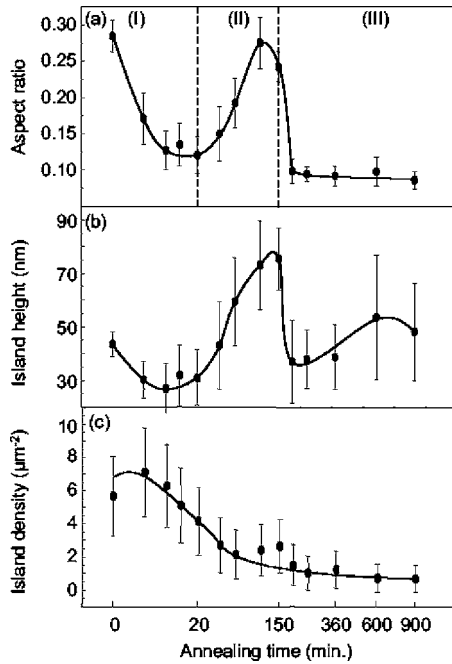 (a) (I) (II) (III)
0.30
0.25
0.20
0.15
0.10
Aspect ratio
(b)
90
70
50
30
Island height (nm)
(c)
8
6
4
2
0
Island density (μm⁻²)
0 20 150 360 600 900
Annealing time (min.)